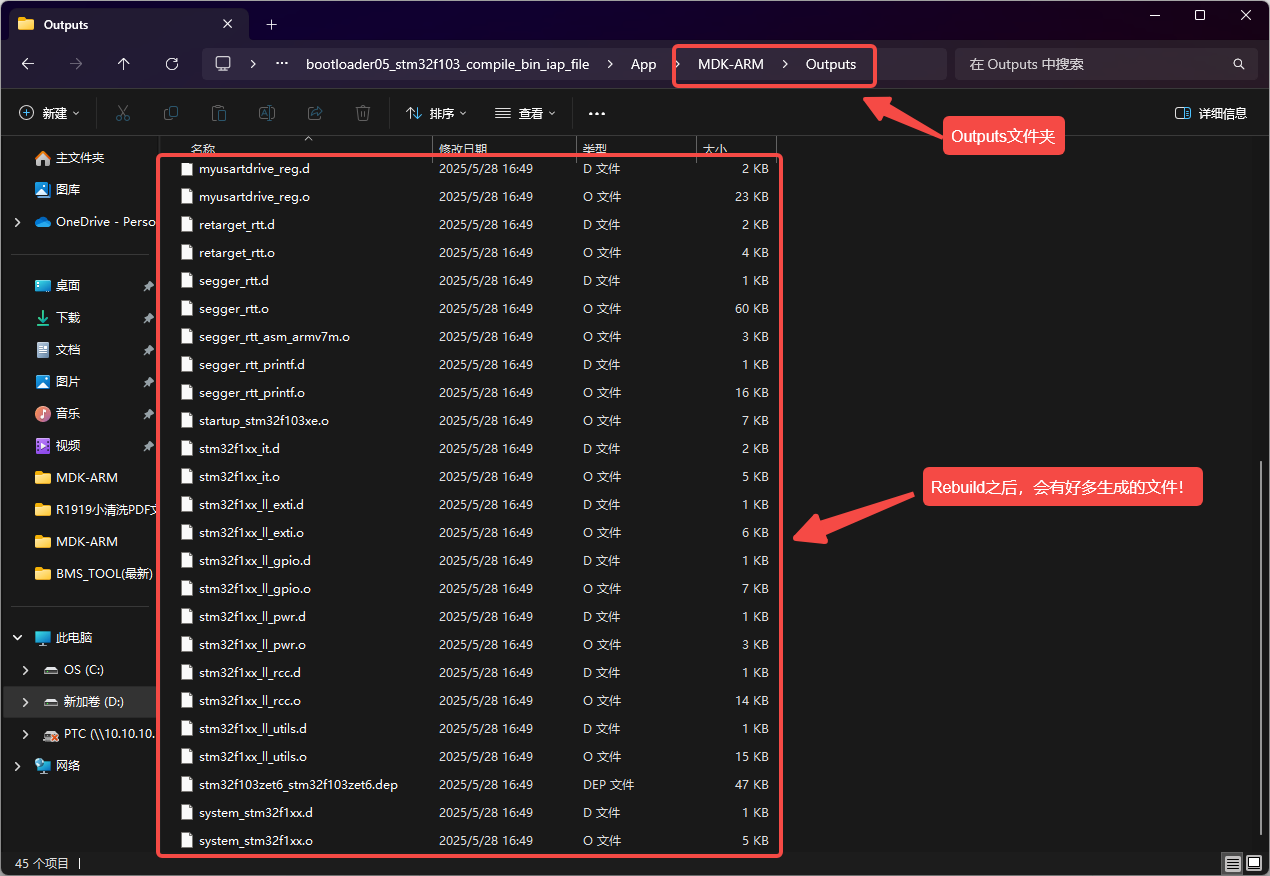 Outputs
bootloader05_stm32f103_compile_bin_iap_file
App
MDK-ARM
Outputs
在 Outputs 中搜索
Outputs文件夹
新建
排序
查看
详细信息
名称 修改日期 类型 大小
主文件夹
图库
OneDrive - Perso
桌面
下载
文档
图片
音乐
视频
MDK-ARM
R1919小清洗PDF文
MDK-ARM
BMS_TOOL(最新)
此电脑
OS (C:)
新加卷 (D:)
PTC (\\10.10.10.
网络
myusartdrive_reg.d 2025/5/28 16:49 D 文件 2 KB
myusartdrive_reg.o 2025/5/28 16:49 O 文件 23 KB
retarget_rtt.d 2025/5/28 16:49 D 文件 2 KB
retarget_rtt.o 2025/5/28 16:49 O 文件 4 KB
segger_rtt.d 2025/5/28 16:49 D 文件 1 KB
segger_rtt.o 2025/5/28 16:49 O 文件 60 KB
segger_rtt_asm_armv7m.o 2025/5/28 16:49 O 文件 3 KB
segger_rtt_printf.d 2025/5/28 16:49 D 文件 1 KB
segger_rtt_printf.o 2025/5/28 16:49 O 文件 16 KB
startup_stm32f103xe.o 2025/5/28 16:49 O 文件 7 KB
stm32f1xx_it.d 2025/5/28 16:49 D 文件 2 KB
stm32f1xx_it.o 2025/5/28 16:49 O 文件 5 KB
stm32f1xx_ll_exti.d 2025/5/28 16:49 D 文件 1 KB
stm32f1xx_ll_exti.o 2025/5/28 16:49 O 文件 6 KB
stm32f1xx_ll_gpio.d 2025/5/28 16:49 D 文件 1 KB
stm32f1xx_ll_gpio.o 2025/5/28 16:49 O 文件 7 KB
stm32f1xx_ll_pwr.d 2025/5/28 16:49 D 文件 1 KB
stm32f1xx_ll_pwr.o 2025/5/28 16:49 O 文件 3 KB
stm32f1xx_ll_rcc.d 2025/5/28 16:49 D 文件 1 KB
stm32f1xx_ll_rcc.o 2025/5/28 16:49 O 文件 14 KB
stm32f1xx_ll_utils.d 2025/5/28 16:49 D 文件 1 KB
stm32f1xx_ll_utils.o 2025/5/28 16:49 O 文件 15 KB
stm32f103zet6_stm32f103zet6.dep 2025/5/28 16:49 DEP 文件 47 KB
system_stm32f1xx.d 2025/5/28 16:49 D 文件 1 KB
system_stm32f1xx.o 2025/5/28 16:49 O 文件 5 KB
Rebuild之后，会有好多生成的文件！
45 个项目